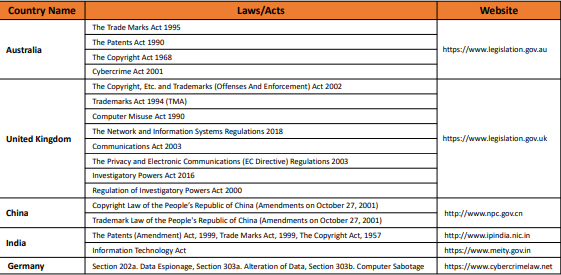 Country Name Laws/Acts Website
Australia
The Trade Marks Act 1995
The Patents Act 1990
The Copyright Act 1968
Cybercrime Act 2001
https://www.legislation.gov.au
United Kingdom
The Copyright, Etc. and Trademarks (Offenses And Enforcement) Act 2002
Trademarks Act 1994 (TMA)
Computer Misuse Act 1990
The Network and Information Systems Regulations 2018
Communications Act 2003
The Privacy and Electronic Communications (EC Directive) Regulations 2003
Investigatory Powers Act 2016
Regulation of Investigatory Powers Act 2000
https://www.legislation.gov.uk
China
Copyright Law of the People's Republic of China (Amendments on October 27, 2001)
Trademark Law of the People's Republic of China (Amendments on October 27, 2001)
http://www.npc.gov.cn
India
The Patents (Amendment) Act, 1999, Trade Marks Act, 1999, The Copyright Act, 1957
http://www.ipindia.nic.in
Information Technology Act
https://www.meity.gov.in
Germany
Section 202a. Data Espionage, Section 303a. Alteration of Data, Section 303b. Computer Sabotage
https://www.cybercrimelaw.net